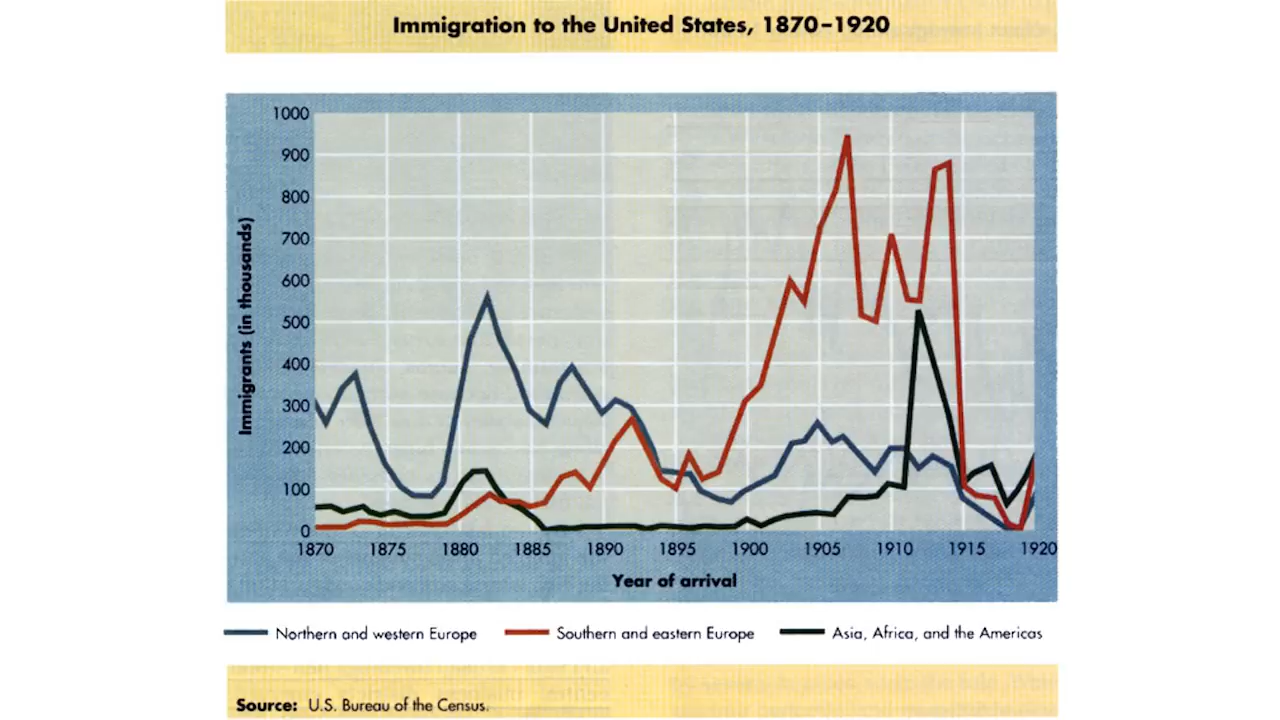 Immigration to the United States, 1870–1920
1000
900
800
700
600
500
400
300
200
100
0
Immigrants (in thousands)
1870 1875 1880 1885 1890 1895 1900 1905 1910 1915 1920
Year of arrival
Northern and western Europe Southern and eastern Europe Asia, Africa, and the Americas
Source: U.S. Bureau of the Census.